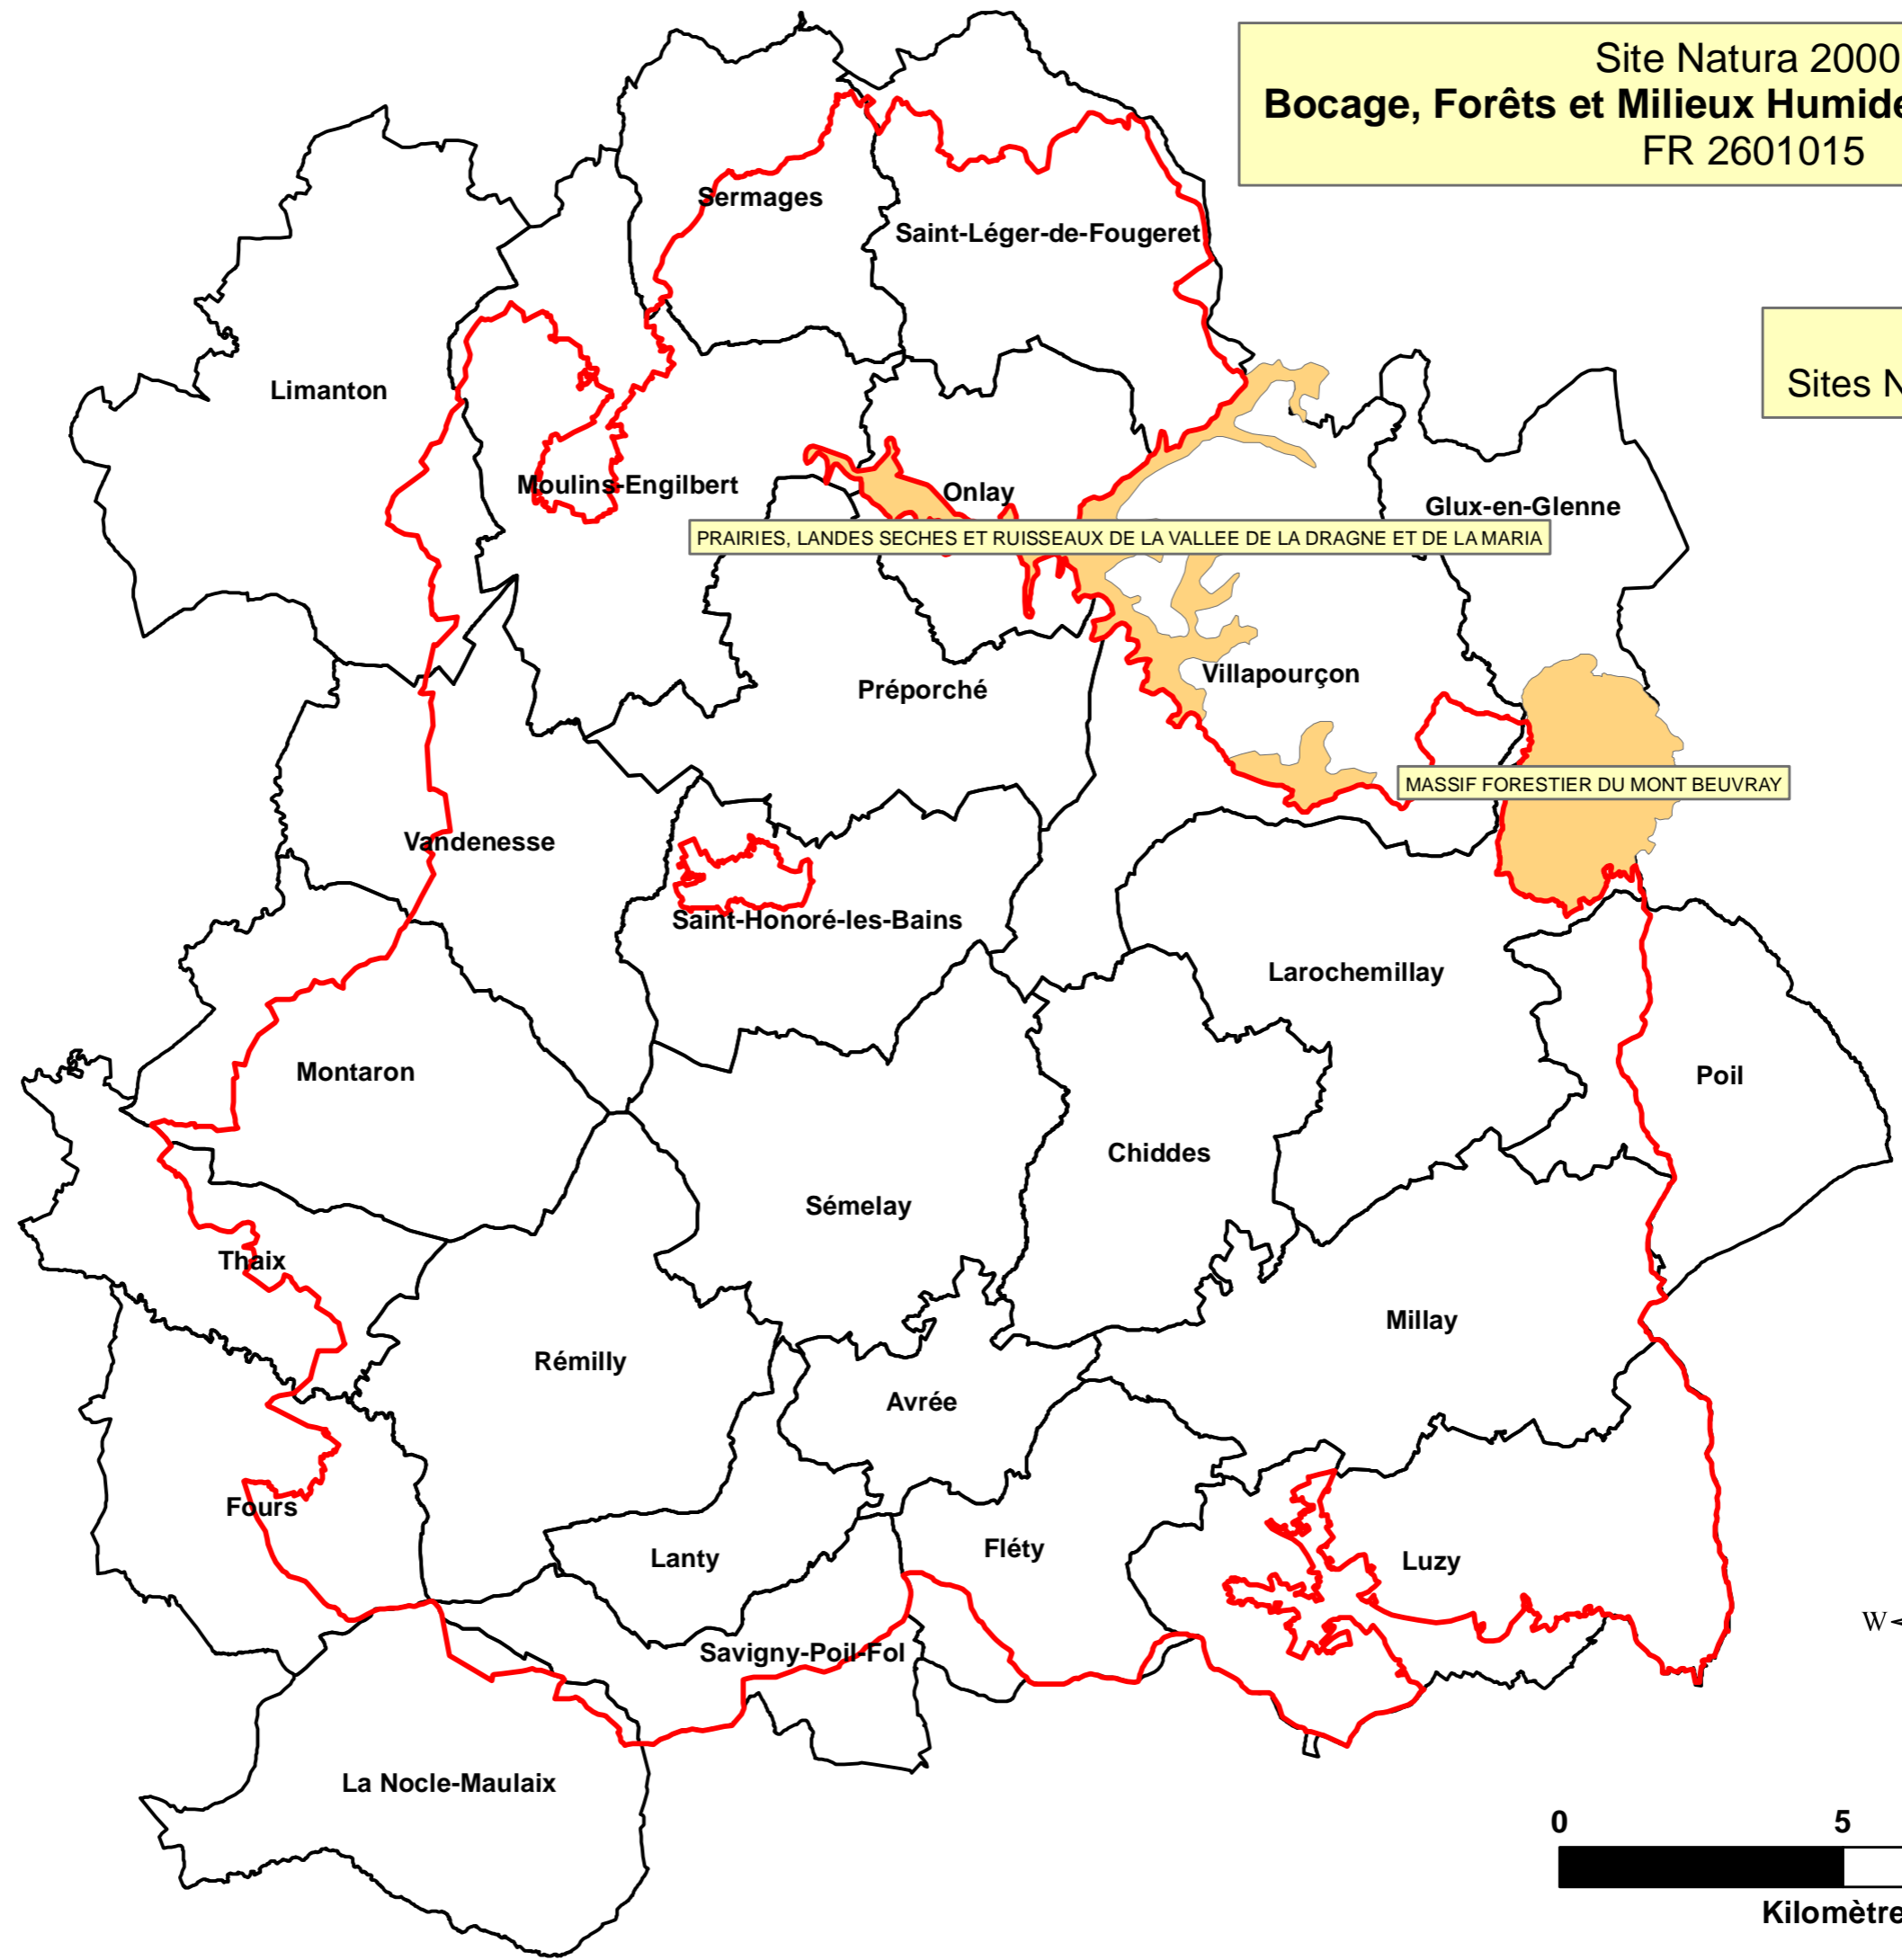 Site Natura 2000
Bocage, Forêts et Milieux Humide
FR 2601015
Sermages
Saint-Léger-de-Fougeret
Sites N
Limanton
Moulins-Engilbert
Onlay
Glux-en-Glenne
PRAIRIES, LANDES SECHES ET RUISSEAUX DE LA VALLEE DE LA DRAGNE ET DE LA MARIA
Villapourçon
Préporché
MASSIF FORESTIER DU MONT BEUVRAY
Vandenesse
Saint-Honoré-les-Bains
Larochemillay
Montaron
Poil
Chiddes
Sémelay
Thaix
Millay
Rémilly
Avrée
Fours
Fléty
Lanty
Luzy
W
Savigny-Poil-Fol
La Nocle-Maulaix
0 5
Kilomètre